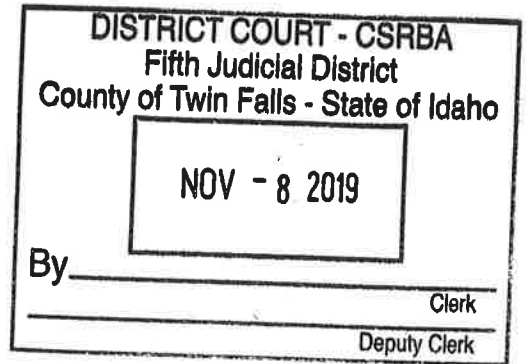 DISTRICT COURT - CSRBA
Fifth Judicial District
County of Twin Falls - State of Idaho
NOV - 8 2019
By
Clerk
Deputy Clerk